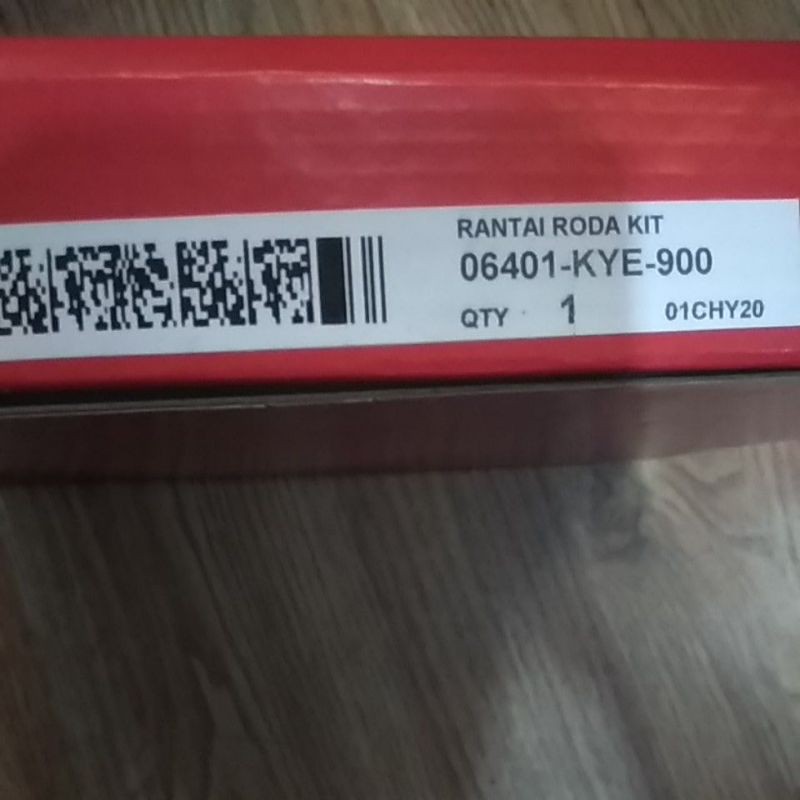 RANTAI RODA KIT
06401-KYE-900
QTY 1 01CHY20